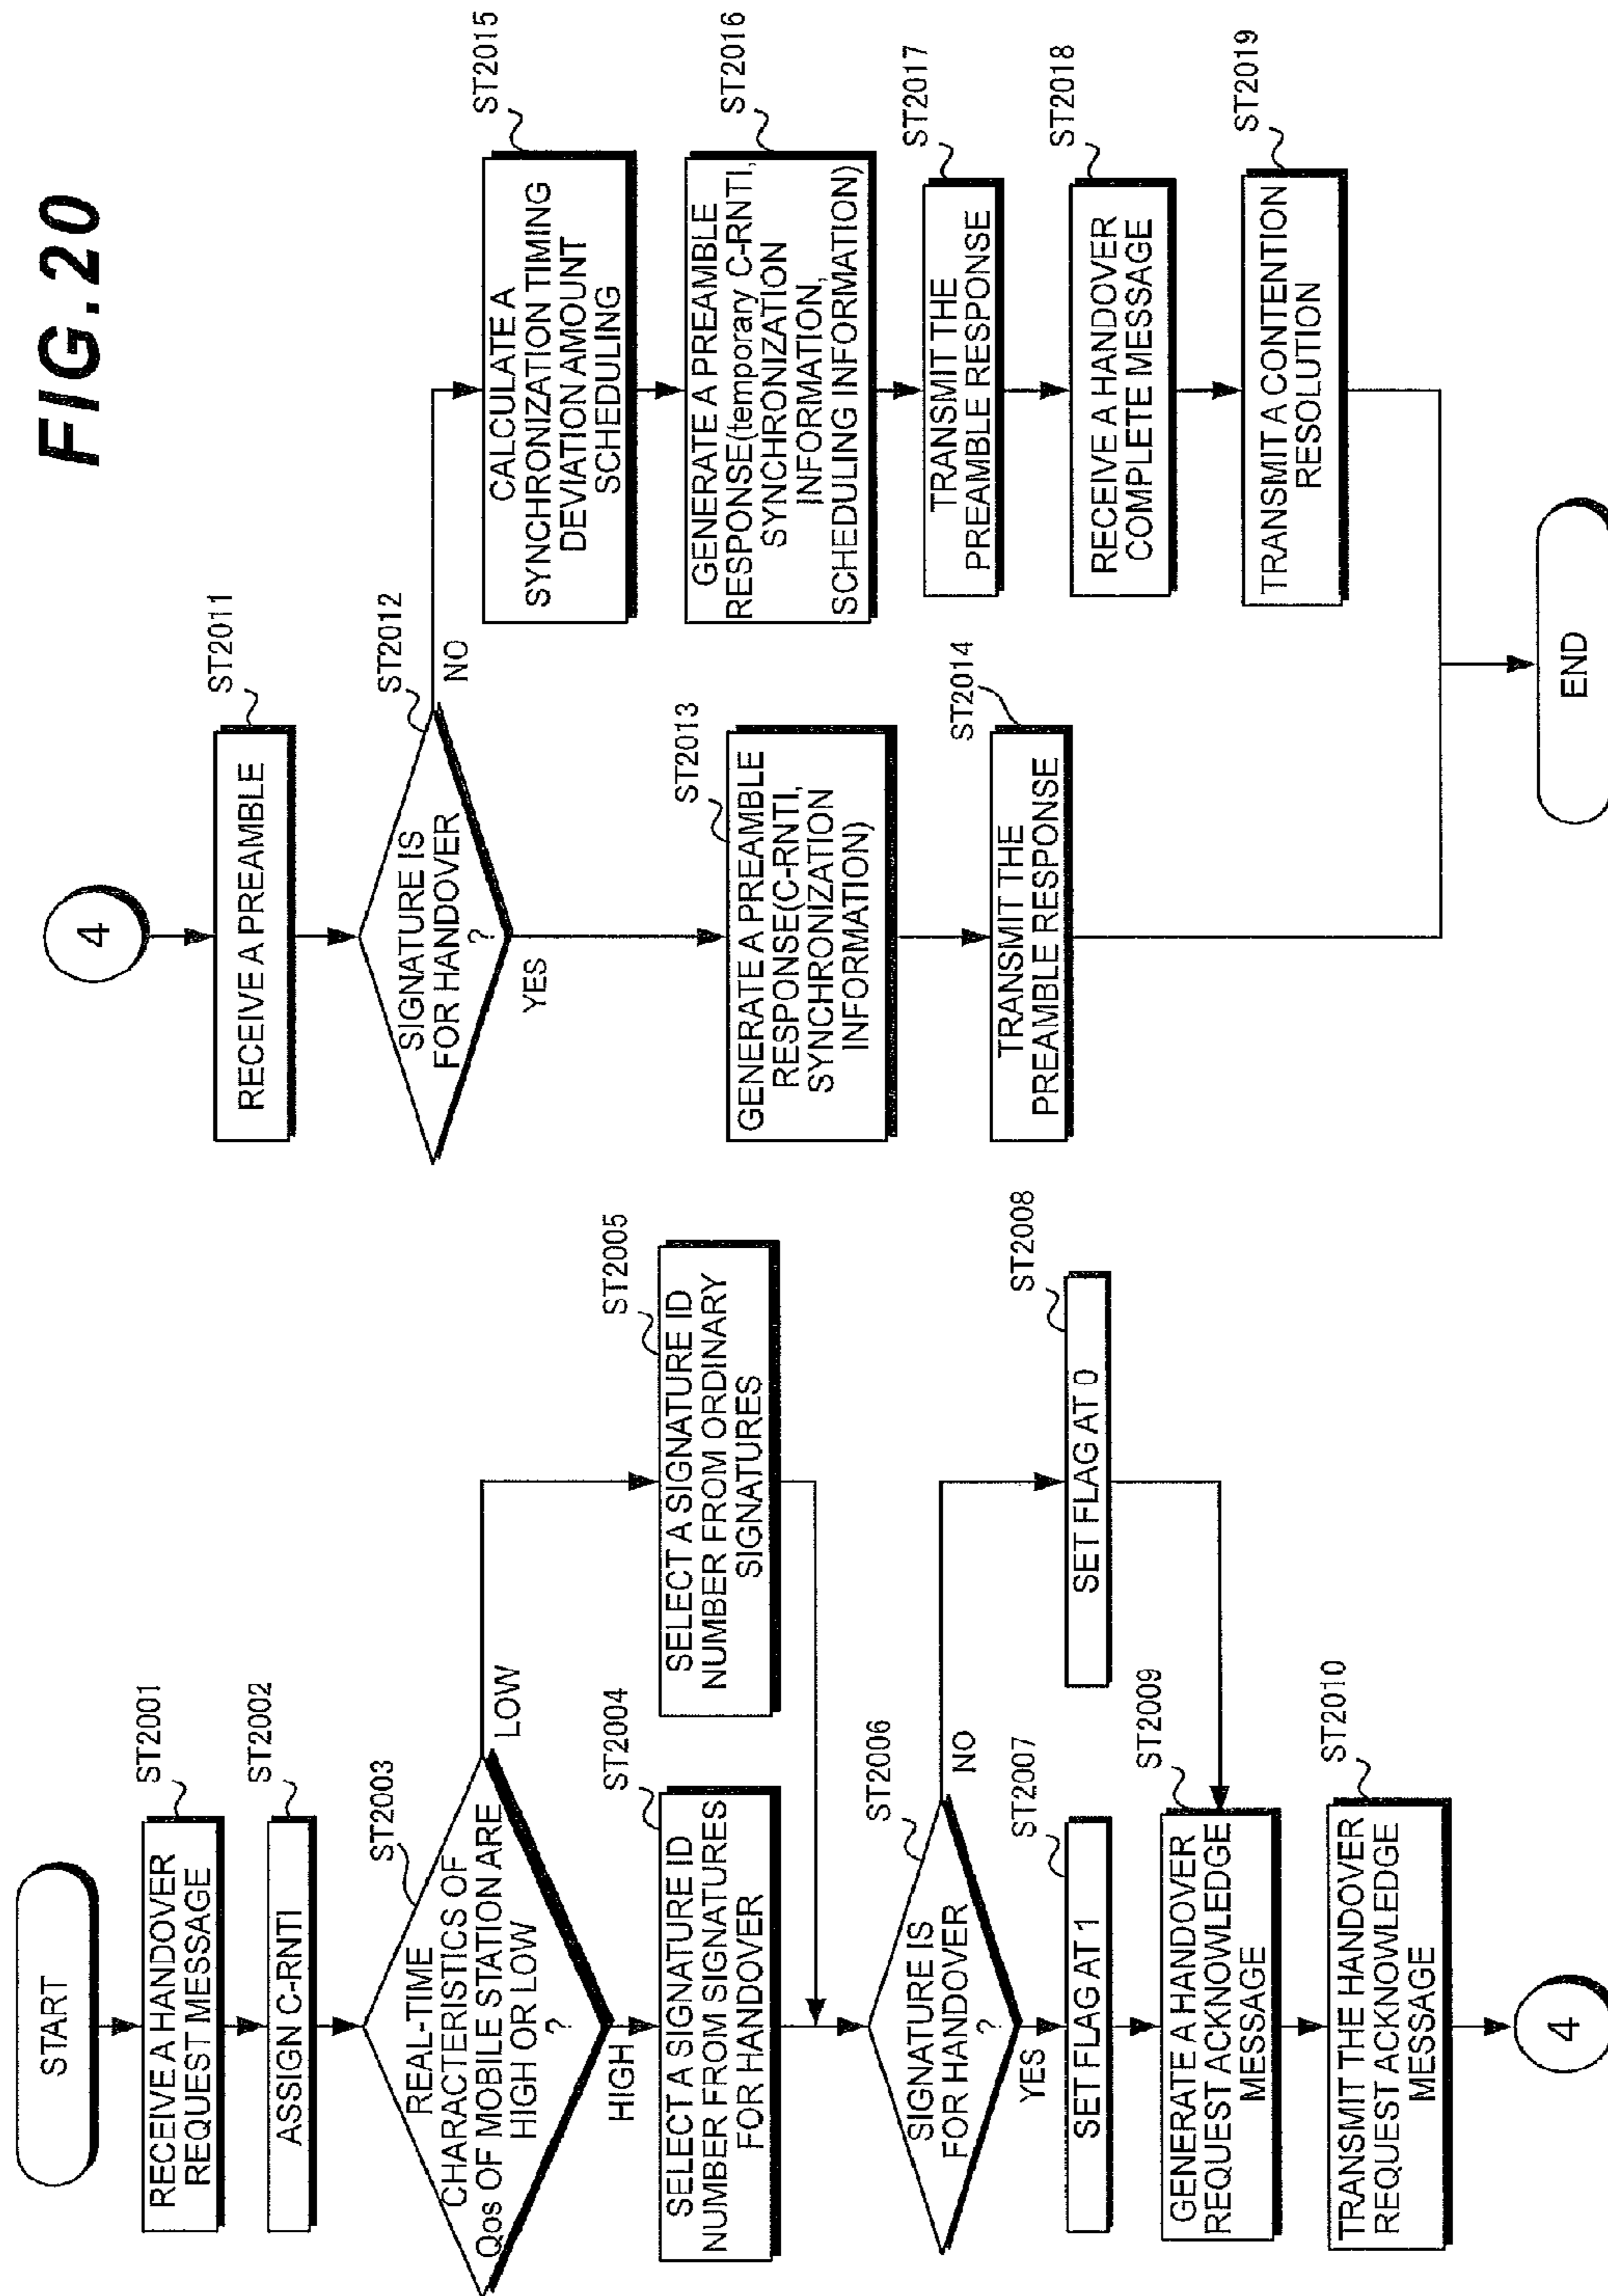 FIG.20
START
RECEIVE A HANDOVER
REQUEST MESSAGE
ST2001
ASSIGN C-RNTI
ST2002
REAL-TIME
CHARACTERISTICS OF
Qos OF MOBILE STATION ARE
HIGH OR LOW
?
ST2003
HIGH
LOW
SELECT A SIGNATURE ID
NUMBER FROM SIGNATURES
FOR HANDOVER
ST2004
SELECT A SIGNATURE ID
NUMBER FROM ORDINARY
SIGNATURES
ST2005
SIGNATURE IS
FOR HANDOVER
?
ST2006
YES
NO
SET FLAG AT 1
ST2007
SET FLAG AT 0
ST2008
GENERATE A HANDOVER
REQUEST ACKNOWLEDGE
MESSAGE
ST2009
TRANSMIT THE HANDOVER
REQUEST ACKNOWLEDGE
MESSAGE
ST2010
4
4
RECEIVE A PREAMBLE
ST2011
SIGNATURE IS
FOR HANDOVER
?
ST2012
YES
NO
GENERATE A PREAMBLE
RESPONSE(C-RNTI,
SYNCHRONIZATION
INFORMATION)
ST2013
TRANSMIT THE
PREAMBLE RESPONSE
ST2014
CALCULATE A
SYNCHRONIZATION TIMING
DEVIATION AMOUNT
SCHEDULING
ST2015
GENERATE A PREAMBLE
RESPONSE(temporary C-RNTI,
SYNCHRONIZATION
INFORMATION,
SCHEDULING INFORMATION)
ST2016
TRANSMIT THE
PREAMBLE RESPONSE
ST2017
RECEIVE A HANDOVER
COMPLETE MESSAGE
ST2018
TRANSMIT A CONTENTION
RESOLUTION
ST2019
END